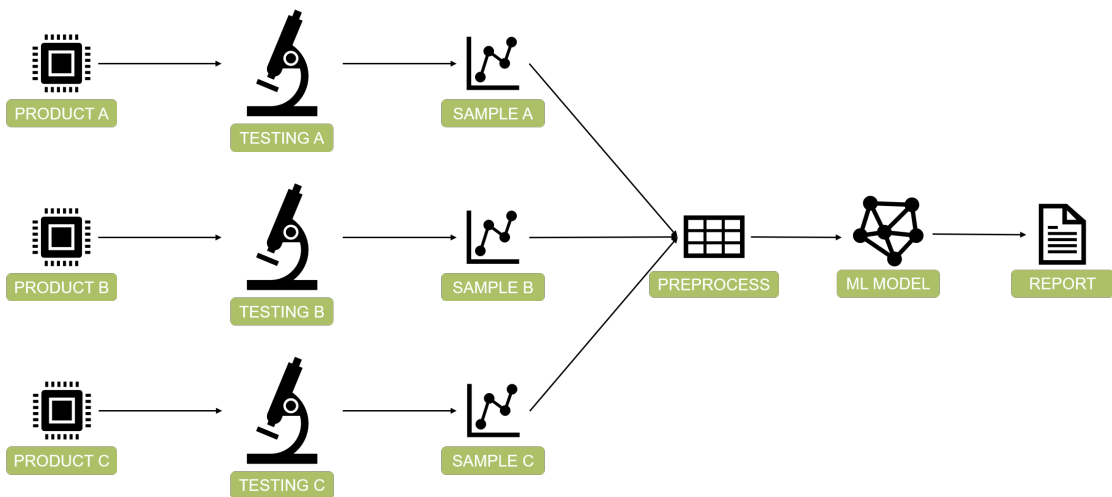 PRODUCT A
TESTING A
SAMPLE A
PRODUCT B
TESTING B
SAMPLE B
PREPROCESS
ML MODEL
REPORT
PRODUCT C
TESTING C
SAMPLE C